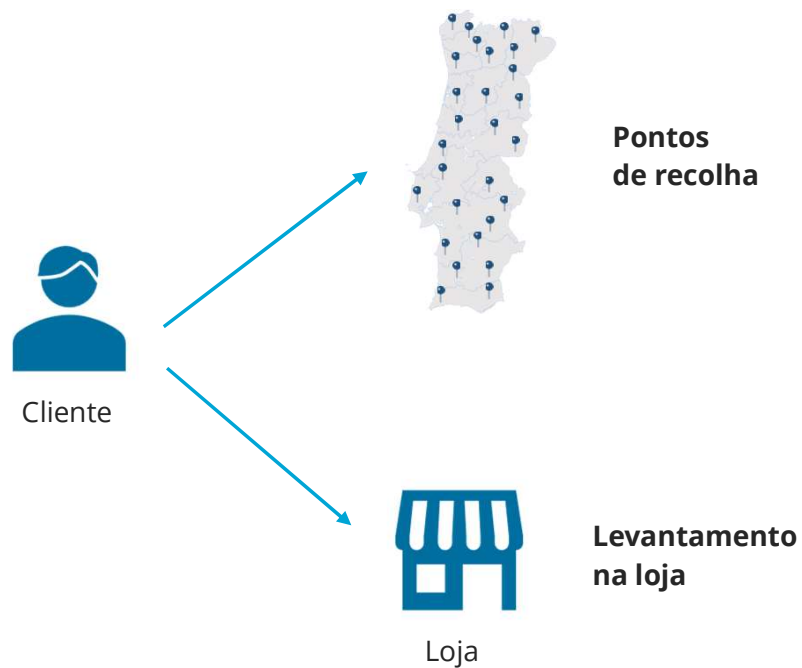 Pontos
de recolha
Cliente
Levantamento
na loja
Loja